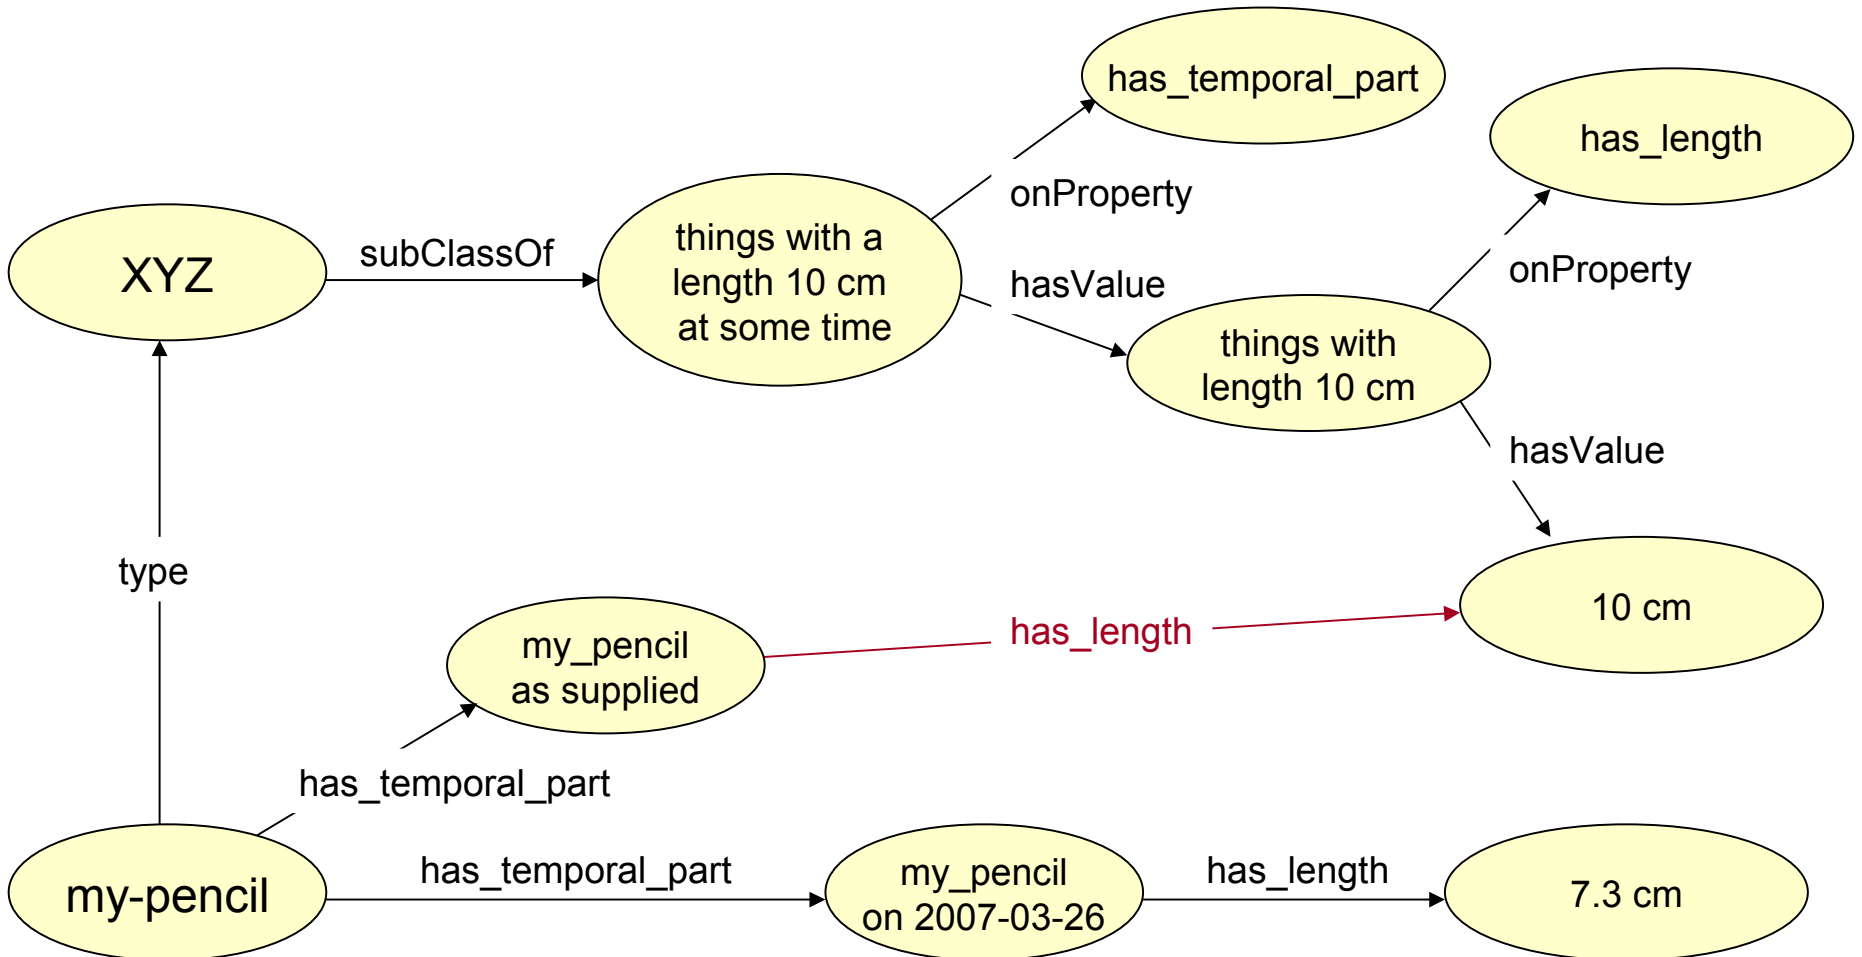 has_temporal_part
has_length
onProperty
things with a
length 10 cm
at some time
subClassOf
XYZ
onProperty
hasValue
things with
length 10 cm
hasValue
type
10 cm
has_length
my_pencil
as supplied
has_temporal_part
my-pencil
has_temporal_part
my_pencil
on 2007-03-26
has_length
7.3 cm